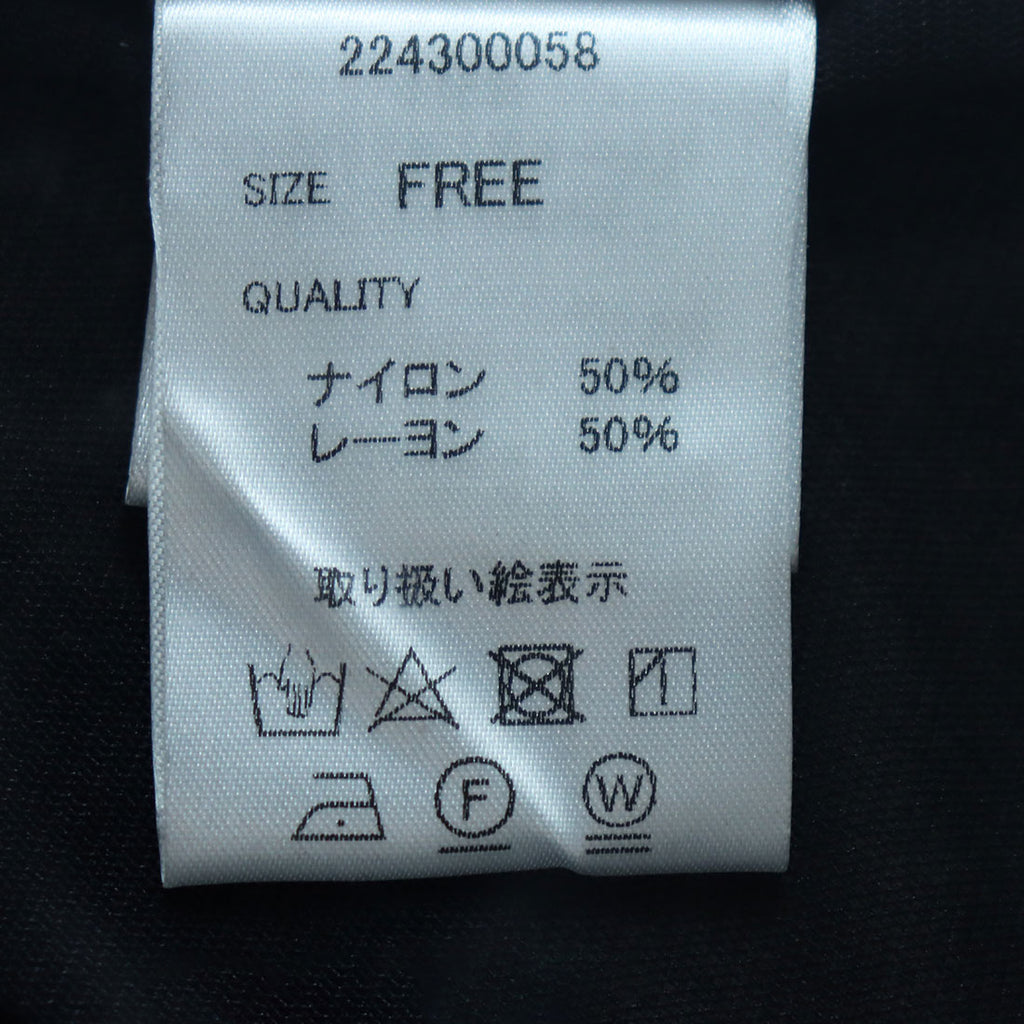 224300058
SIZE FREE
QUALITY
ナイロン 50%
レーヨン 50%
取り扱い絵表示
F W